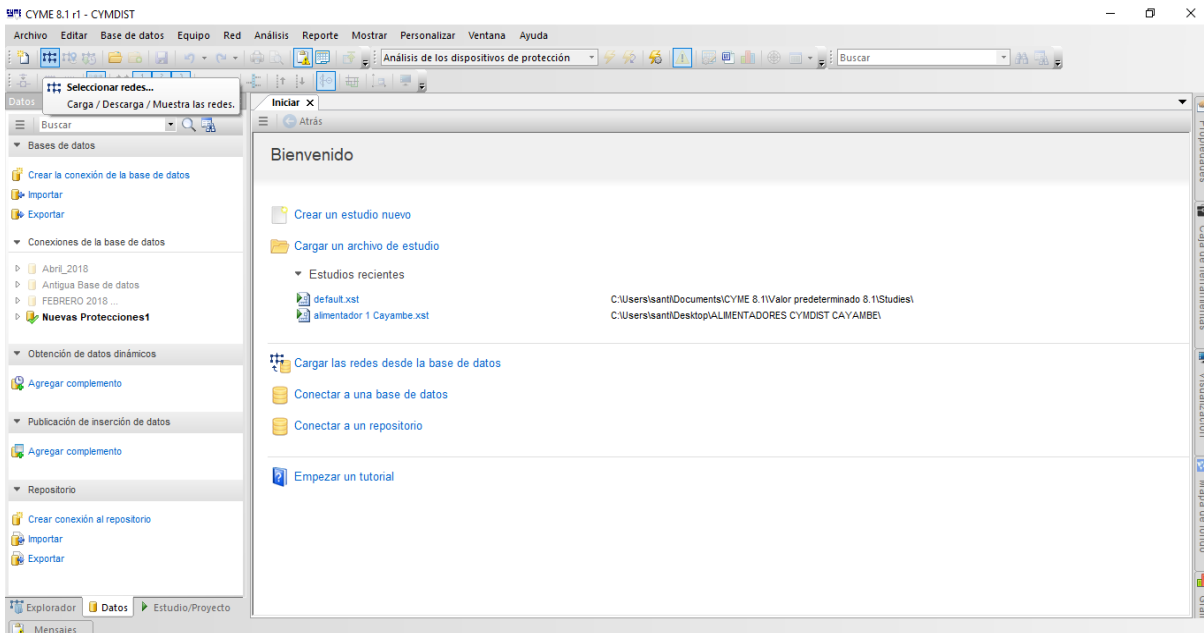 CYME 8.1 r1 - CYMDIST
Archivo Editar Base de datos Equipo Red Análisis Reporte Mostrar Personalizar Ventana Ayuda
Análisis de los dispositivos de protección
Buscar
Seleccionar redes...
Carga / Descarga / Muestra las redes.
Datos
Buscar
Bases de datos
Crear la conexión de la base de datos
Importar
Exportar
Conexiones de la base de datos
Abril_2018
Antigua Base de datos
FEBRERO 2018 ...
Nuevas Protecciones1
Obtención de datos dinámicos
Agregar complemento
Publicación de inserción de datos
Agregar complemento
Repositorio
Crear conexión al repositorio
Importar
Exportar
Explorador Datos Estudio/Proyecto
Mensajes
Iniciar X
Atrás
Bienvenido
Crear un estudio nuevo
Cargar un archivo de estudio
Estudios recientes
default.xst C:\Users\santi\Documents\CYME 8.1\Valor predeterminado 8.1\Studies\
alimentador 1 Cayambe.xst C:\Users\santi\Desktop\ALIMENTADORES CYMDIST CAYAMBE\
Cargar las redes desde la base de datos
Conectar a una base de datos
Conectar a un repositorio
Empezar un tutorial
Propiedades
Caja de herramientas
Visualización
Mapa de fondo